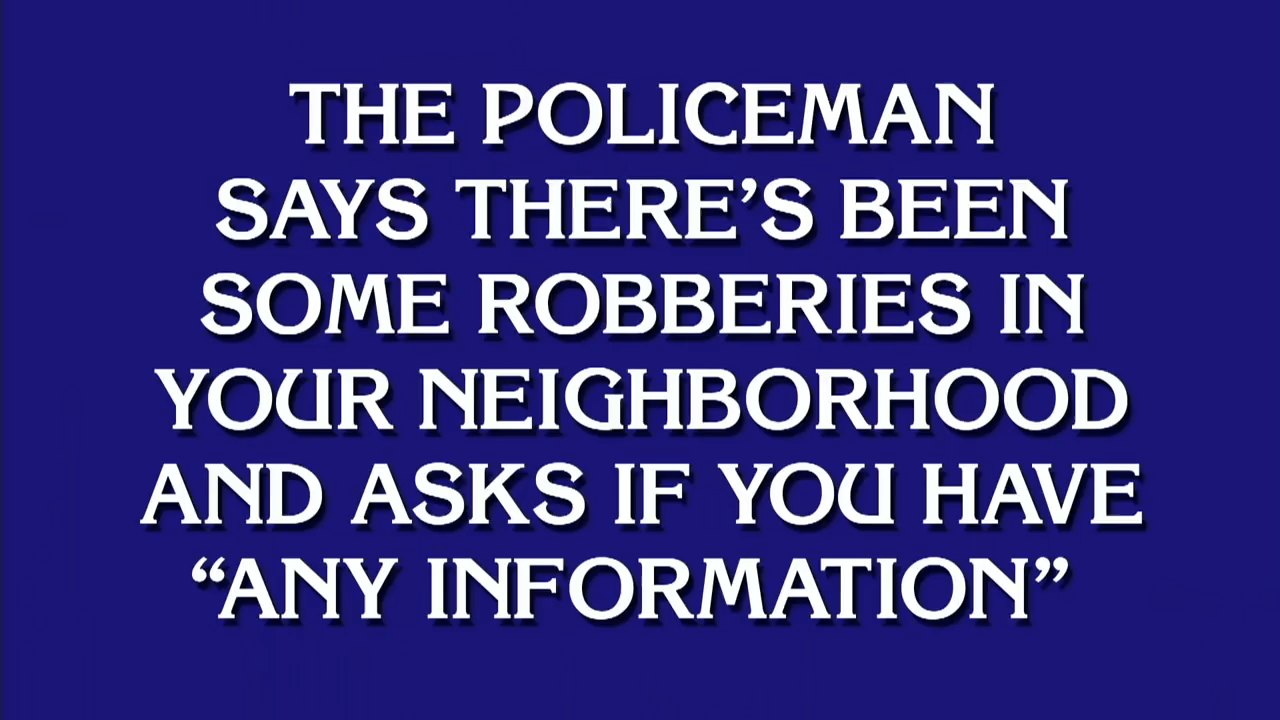 THE POLICEMAN
SAYS THERE’S BEEN
SOME ROBBERIES IN
YOUR NEIGHBORHOOD
AND ASKS IF YOU HAVE
“ANY INFORMATION”